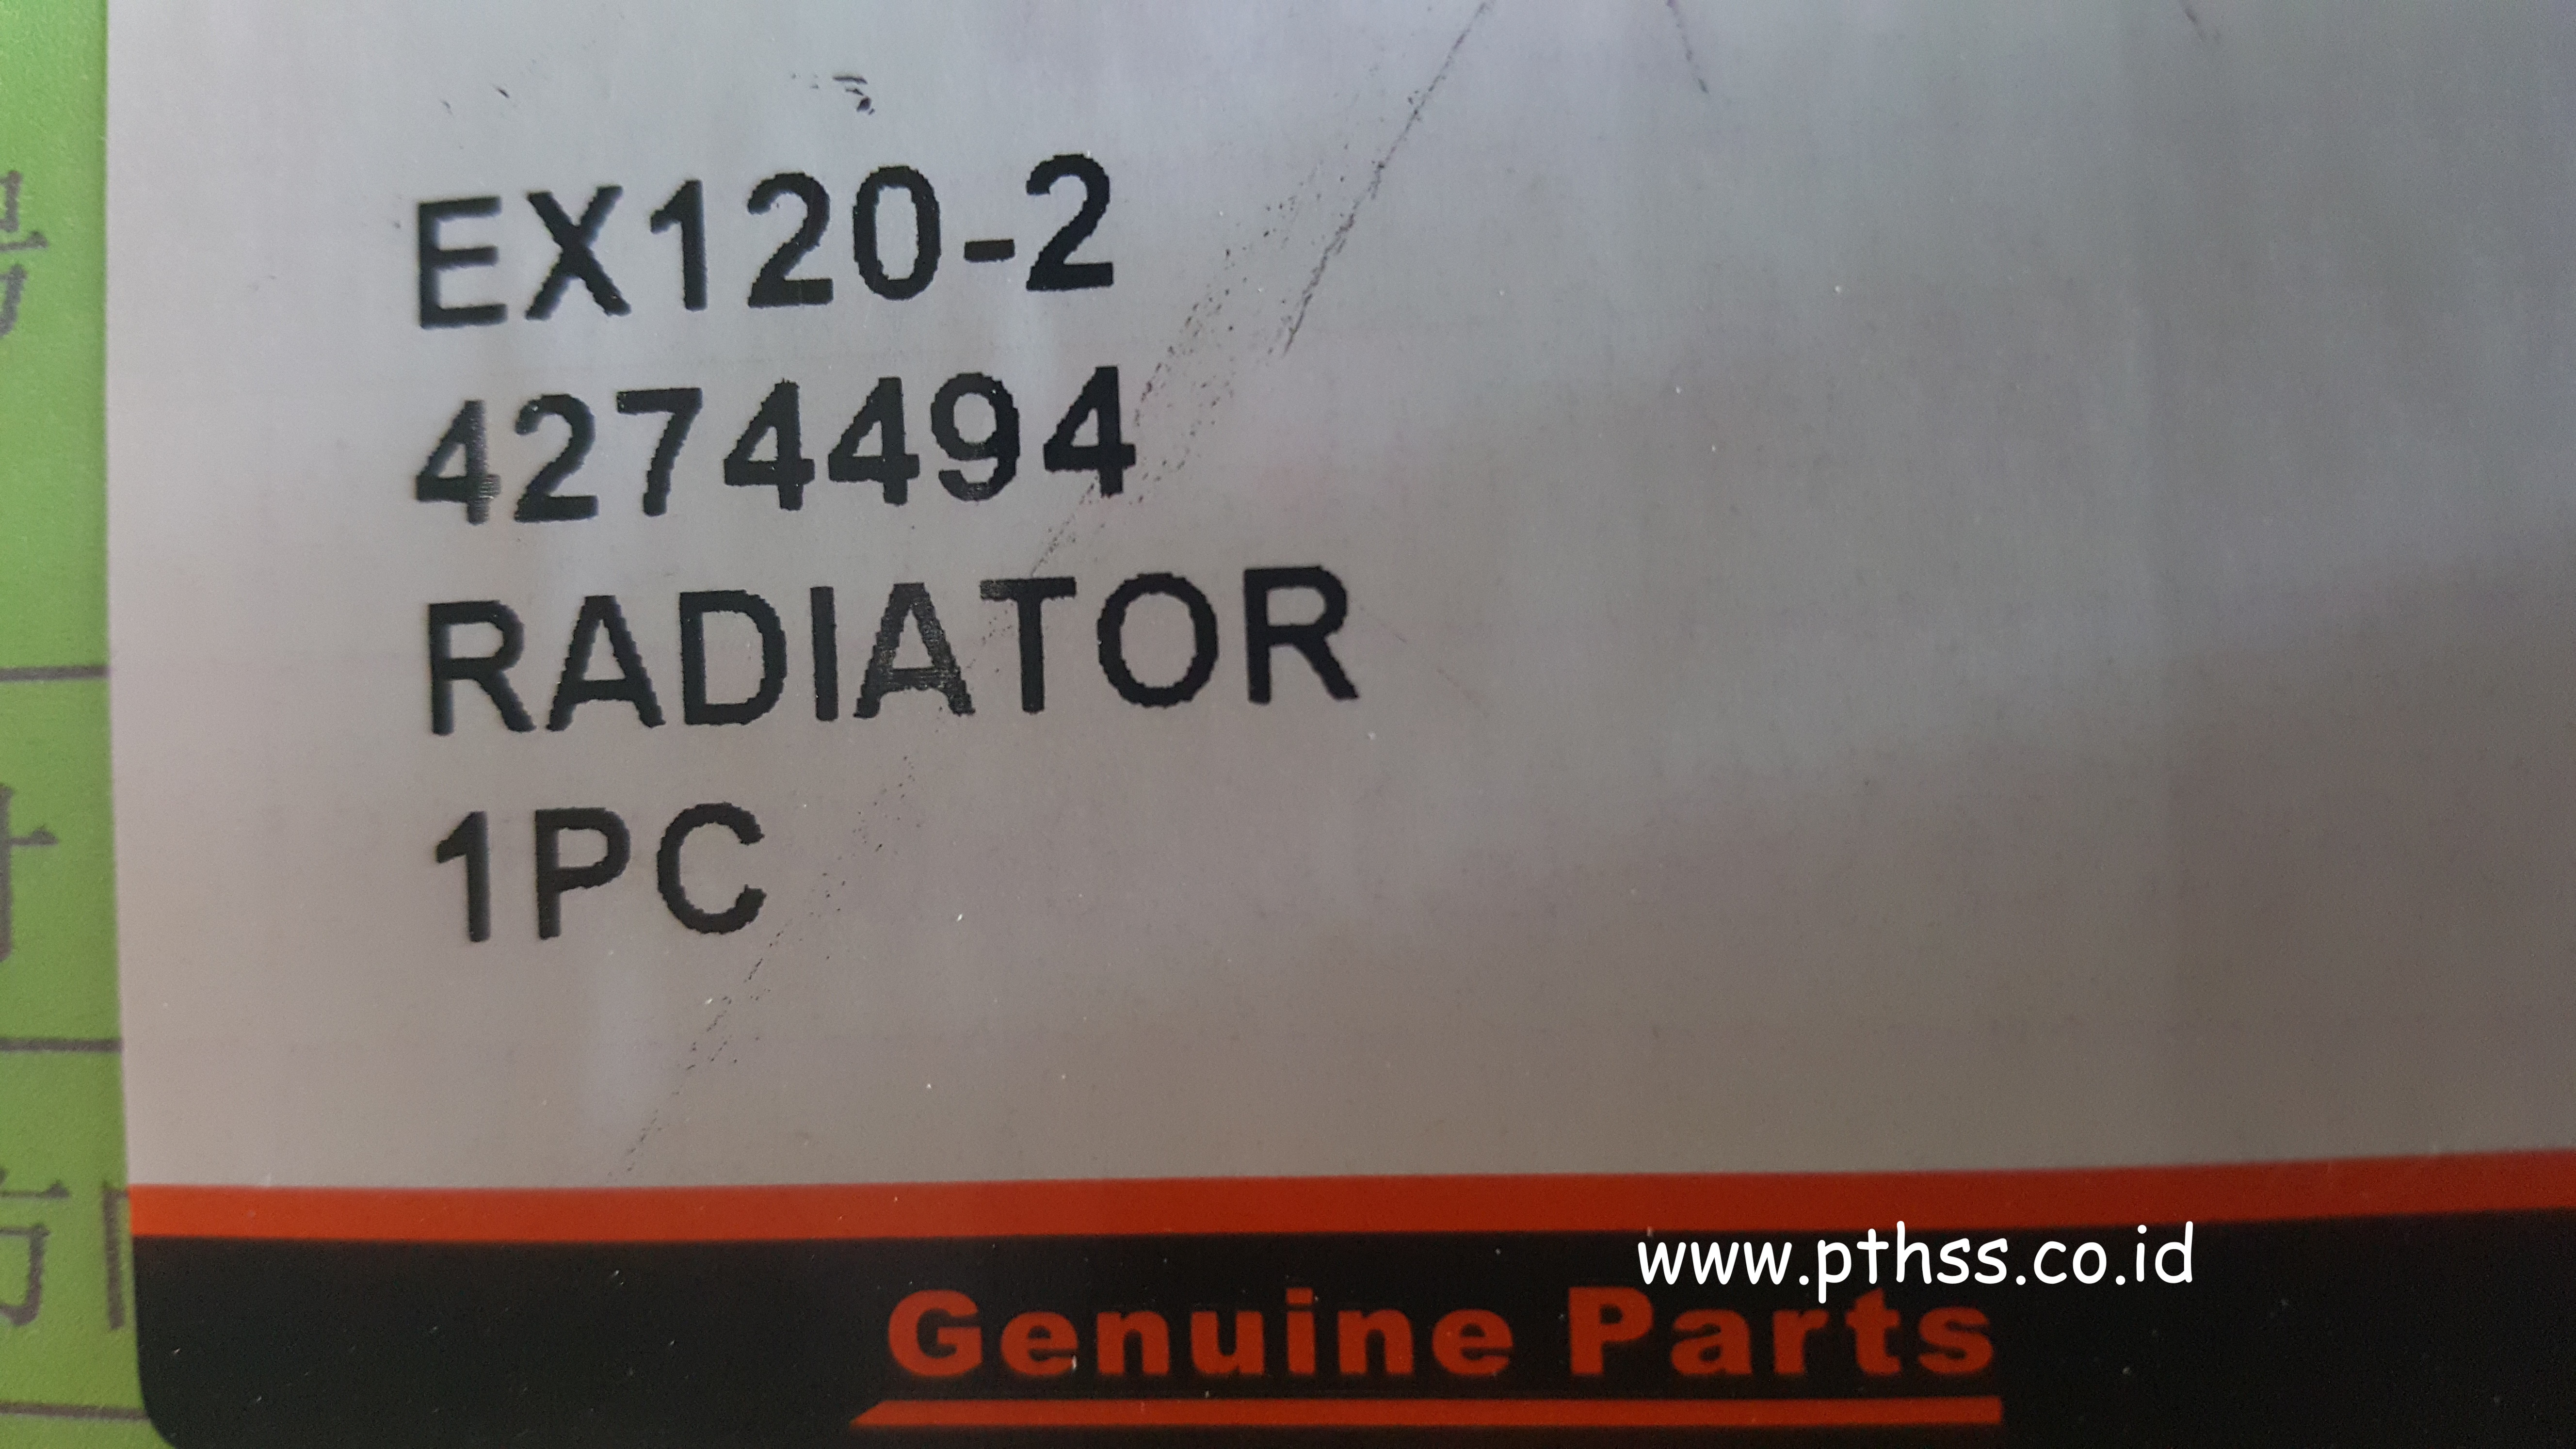 EX120-2
4274494
RADIATOR
1PC
www.pthss.co.id
Genuine Parts